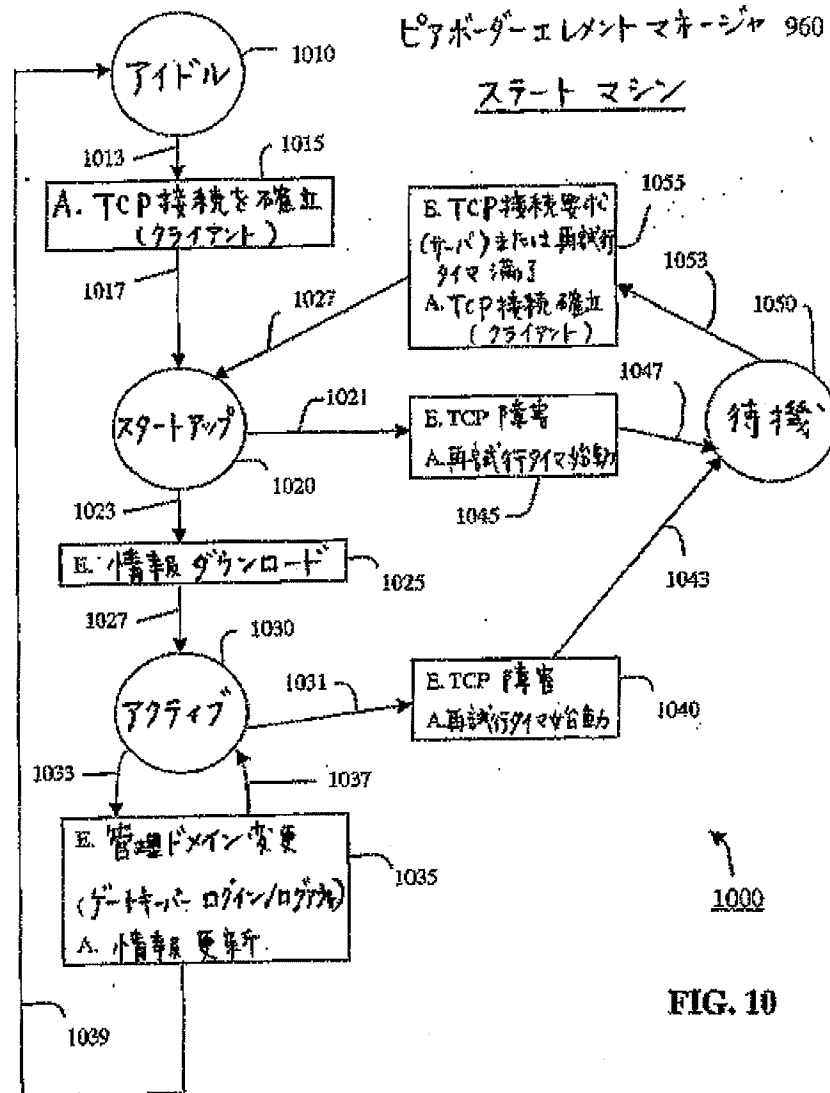 ピアボーダーエレメントマネージャ 960
ステート マシン
アイドル
1010
1013
1015
A. TCP接続を確立
(クライアント)
1017
E. TCP接続要求
(サーバ)または再試行
タイマ満了
A. TCP接続確立
(クライアント)
1055
1053
1050
1027
待機
スタートアップ
1020
1021
E. TCP 障害
A. 再試行タイマ始動
1045
1047
1023
E. 情報ダウンロード
1025
1027
1043
アクティブ
1030
1031
E. TCP 障害
A. 再試行タイマ始動
1040
1033
1037
E. 管理ドメイン変更
(ゲートキーパー ログイン/ログアウト)
A. 情報更新
1035
1039
1000
FIG. 10